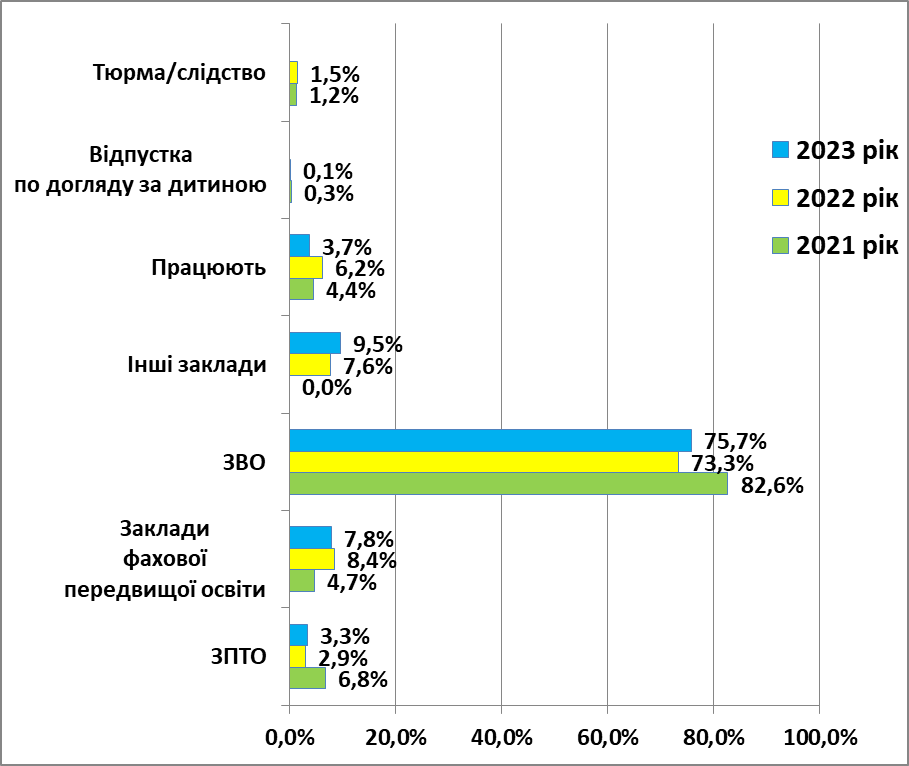 Тюрма/слідство
1,5%
1,2%
Відпустка
по догляду за дитиною
0,1%
0,3%
Працюють
3,7%
6,2%
4,4%
Інші заклади
9,5%
7,6%
0,0%
ЗВО
75,7%
73,3%
82,6%
Заклади
фахової
передвищої освіти
7,8%
8,4%
4,7%
ЗПТО
3,3%
2,9%
6,8%
0,0% 20,0% 40,0% 60,0% 80,0% 100,0%
2023 рік
2022 рік
2021 рік